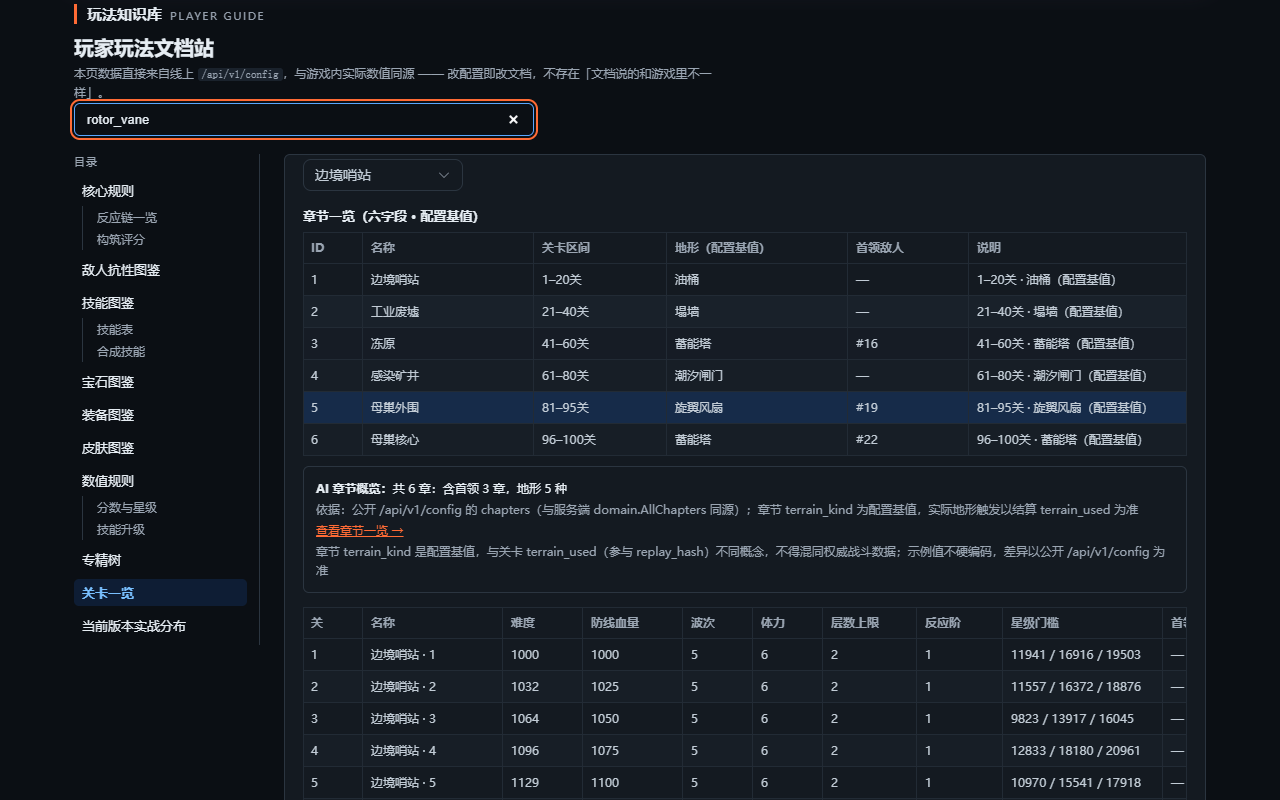 玩法知识库 PLAYER GUIDE
玩家玩法文档站
本页数据直接来自线上 /api/v1/config，与游戏内实际数值同源 —— 改配置即改文档，不存在「文档说的和游戏里不一
样」。
rotor_vane ×
目录
核心规则
反应链一览
构筑评分
敌人抗性图鉴
技能图鉴
技能表
合成技能
宝石图鉴
装备图鉴
皮肤图鉴
数值规则
分数与星级
技能升级
专精树
关卡一览
当前版本实战分布
边境哨站
章节一览（六字段 • 配置基值）
ID 名称 关卡区间 地形（配置基值） 首领敌人 说明
1 边境哨站 1–20关 油桶 — 1–20关 · 油桶（配置基值）
2 工业废墟 21–40关 塌墙 — 21–40关 · 塌墙（配置基值）
3 冻原 41–60关 蓄能塔 #16 41–60关 · 蓄能塔（配置基值）
4 感染矿井 61–80关 潮汐闸门 — 61–80关 · 潮汐闸门（配置基值）
5 母巢外围 81–95关 旋翼风扇 #19 81–95关 · 旋翼风扇（配置基值）
6 母巢核心 96–100关 蓄能塔 #22 96–100关 · 蓄能塔（配置基值）
AI 章节概览：共 6 章：含首领 3 章，地形 5 种
依据：公开 /api/v1/config 的 chapters（与服务端 domain.AllChapters 同源）；章节 terrain_kind 为配置基值，实际地形触发以结算 terrain_used 为准
查看章节一览 →
章节 terrain_kind 是配置基值，与关卡 terrain_used（参与 replay_hash）不同概念，不得混同权威战斗数据；示例值不硬编码，差异以公开 /api/v1/config 为
准
关 名称 难度 防线血量 波次 体力 层数上限 反应阶 星级门槛 首
1 边境哨站 · 1 1000 1000 5 6 2 1 11941 / 16916 / 19503 —
2 边境哨站 · 2 1032 1025 5 6 2 1 11557 / 16372 / 18876 —
3 边境哨站 · 3 1064 1050 5 6 2 1 9823 / 13917 / 16045 —
4 边境哨站 · 4 1096 1075 5 6 2 1 12833 / 18180 / 20961 —
5 边境哨站 · 5 1129 1100 5 6 2 1 10970 / 15541 / 17918 —